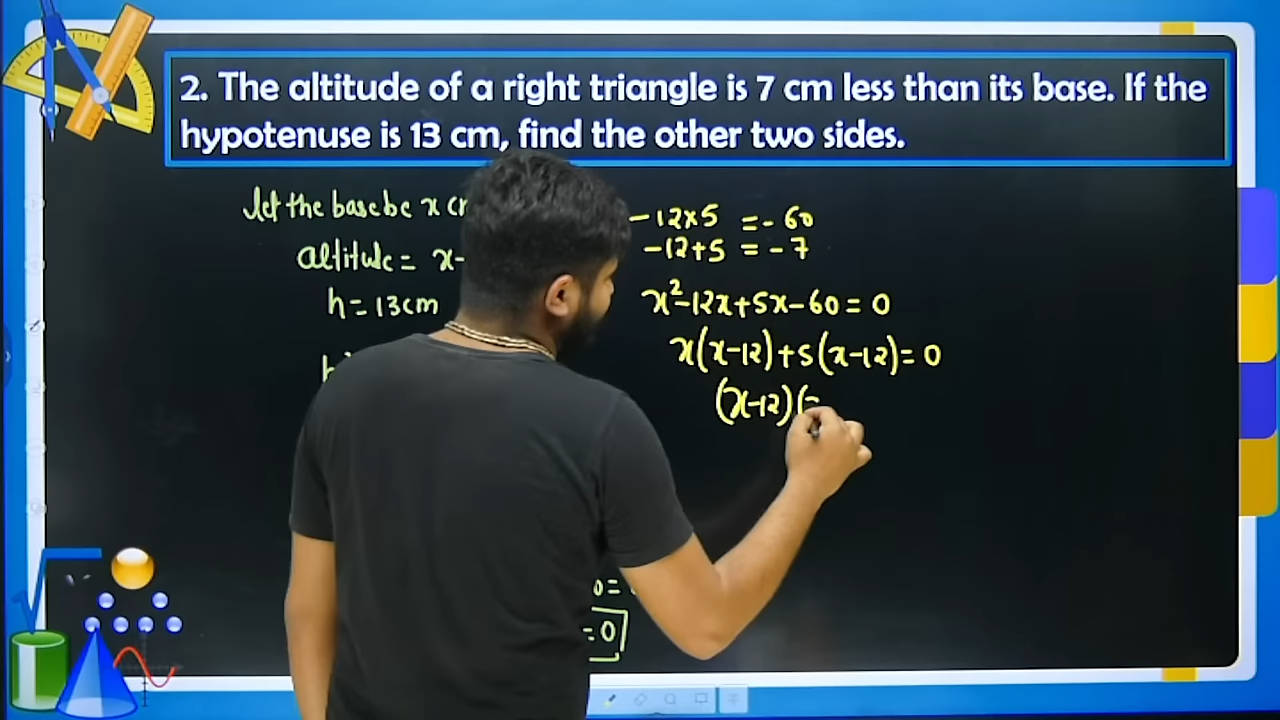 2. The altitude of a right triangle is 7 cm less than its base. If the
hypotenuse is 13 cm, find the other two sides.
let the base be x
altitude = x-
h = 13cm
-12x5 = -60
-12+5 = -7
x²-12x+5x-60 = 0
x(x-12)+5(x-12) = 0
(x-12)(
0=
=0